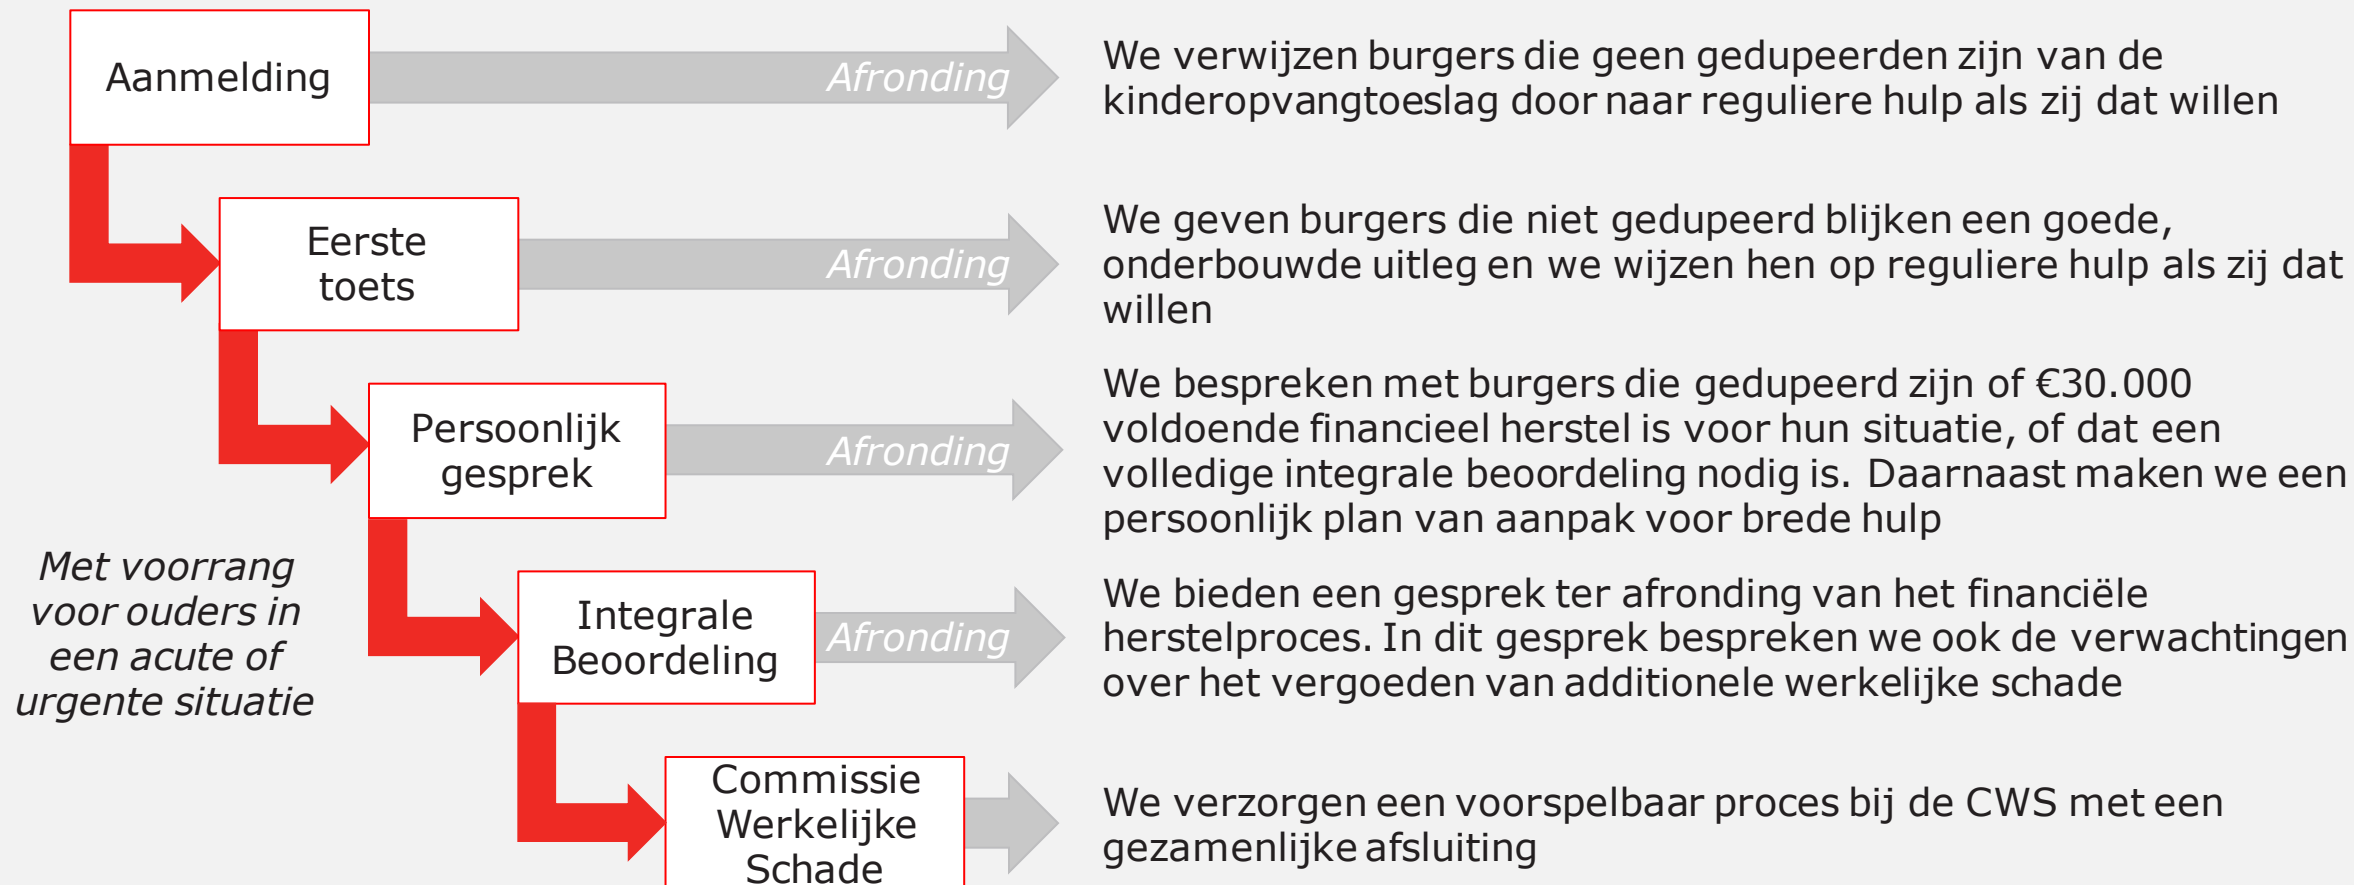 Aanmelding
Afronding
We verwijzen burgers die geen gedupeerden zijn van de
kinderopvangtoeslag door naar reguliere hulp als zij dat willen
Eerste
toets
Afronding
We geven burgers die niet gedupeerd blijken een goede,
onderbouwde uitleg en we wijzen hen op reguliere hulp als zij dat
willen
Persoonlijk
gesprek
Afronding
We bespreken met burgers die gedupeerd zijn of €30.000
voldoende financieel herstel is voor hun situatie, of dat een
volledige integrale beoordeling nodig is. Daarnaast maken we een
persoonlijk plan van aanpak voor brede hulp
Met voorrang
voor ouders in
een acute of
urgente situatie
Integrale
Beoordeling
Afronding
We bieden een gesprek ter afronding van het financiële
herstelproces. In dit gesprek bespreken we ook de verwachtingen
over het vergoeden van additionele werkelijke schade
Commissie
Werkelijke
Schade
We verzorgen een voorspelbaar proces bij de CWS met een
gezamenlijke afsluiting